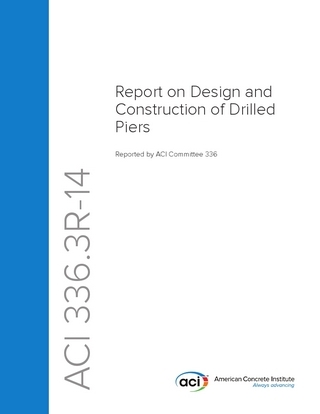 Report on Design and
Construction of Drilled
Piers
Reported by ACI Committee 336
ACI 336.3R-14
aci
American Concrete Institute
Always advancing